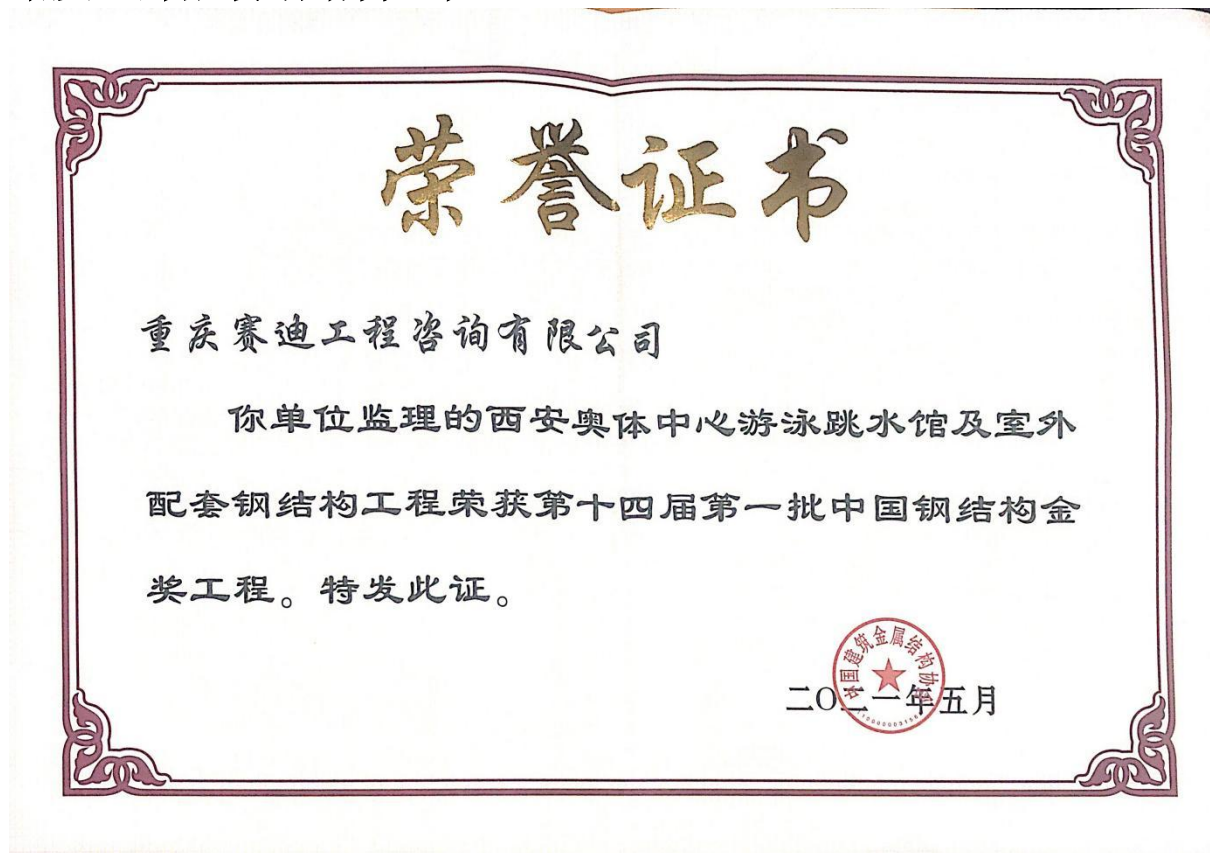 荣誉证书
重庆赛迪工程咨询有限公司
你单位监理的西安奥体中心游泳跳水馆及室外
配套钢结构工程荣获第十四届第一批中国钢结构金
奖工程。特发此证。
中国建筑金属结构协会
二〇二一年五月